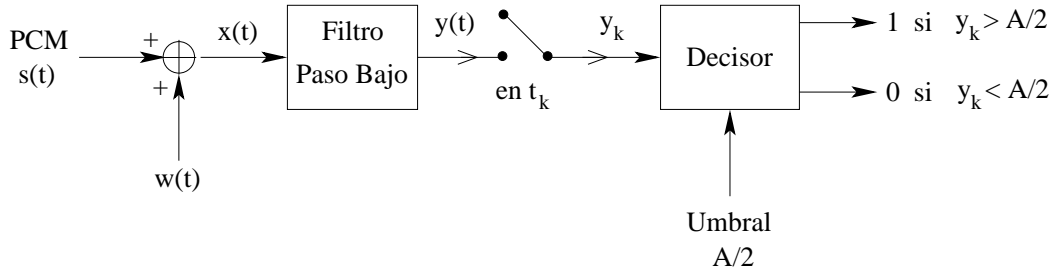 PCM
s(t)
+
+
w(t)
x(t)
Filtro
Paso Bajo
y(t)
en t_k
y_k
Decisor
Umbral
A/2
1 si y_k > A/2
0 si y_k < A/2